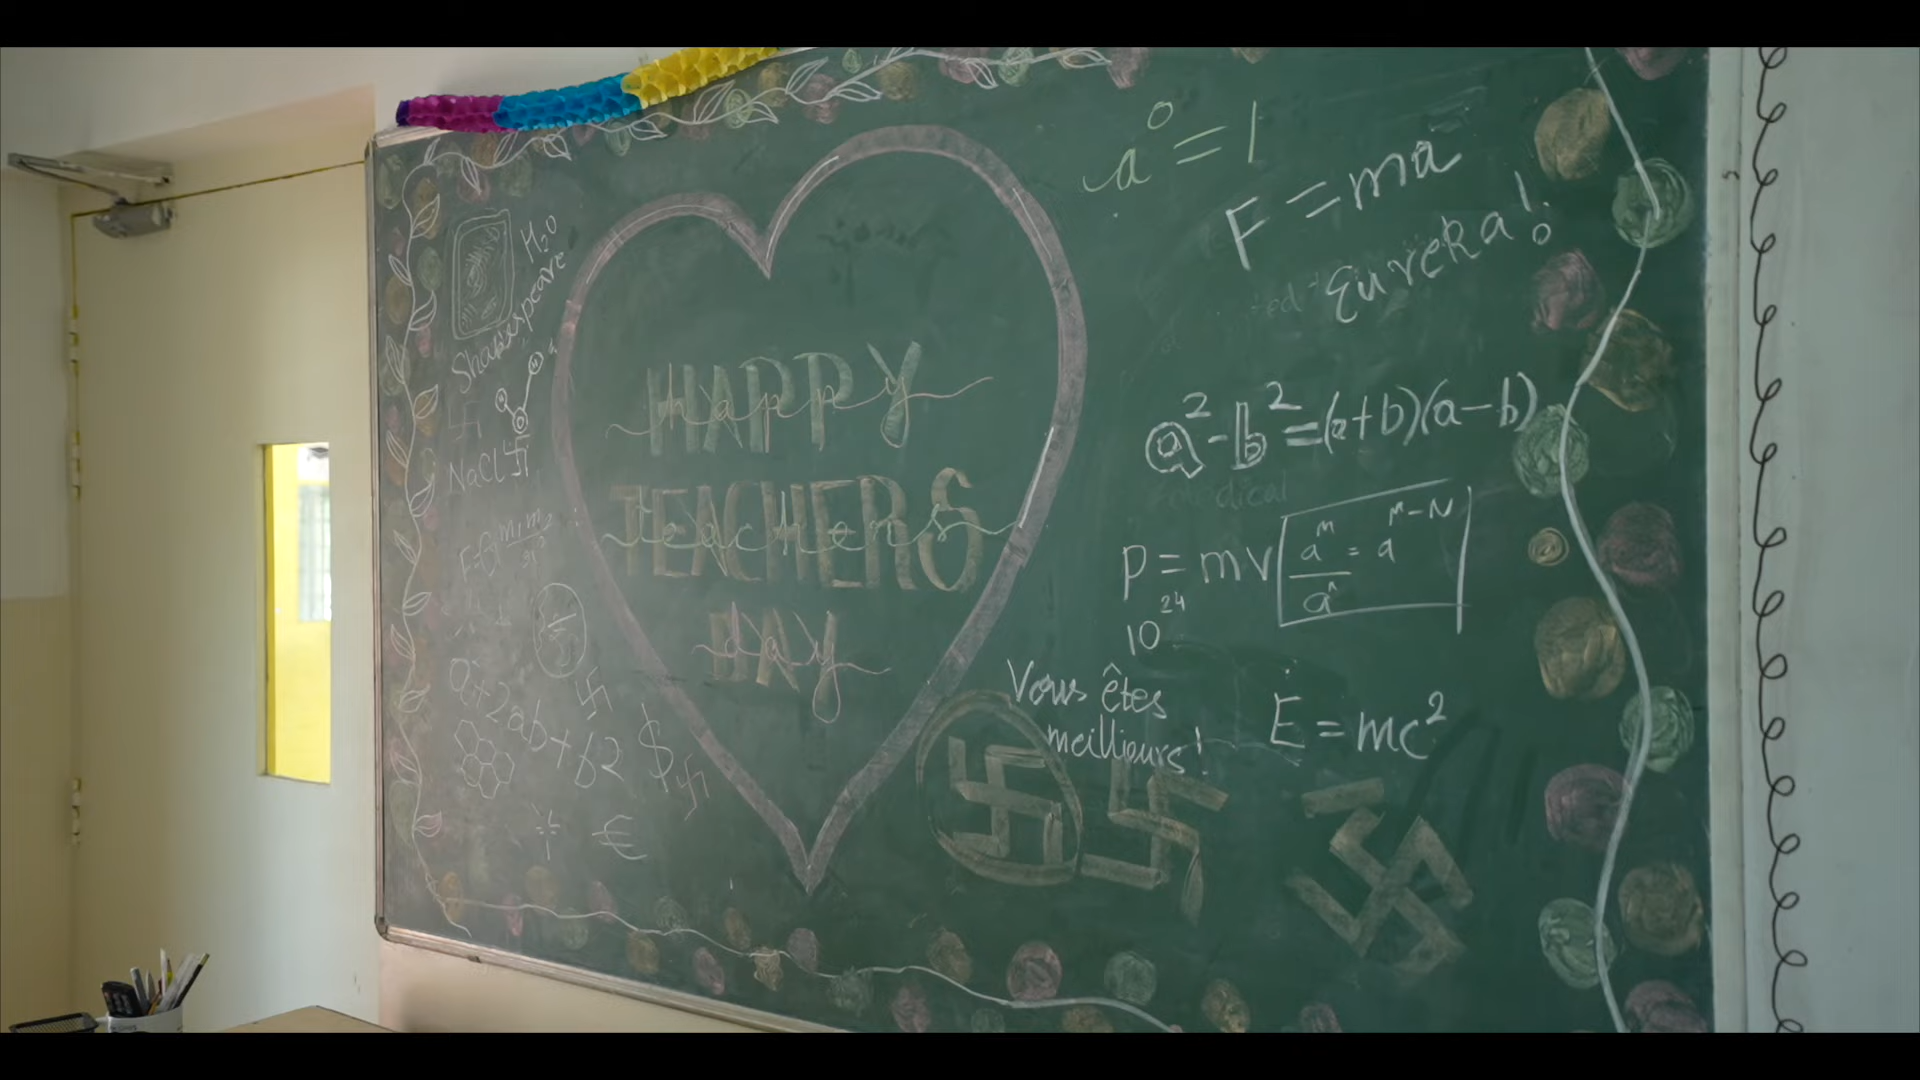 H₂O
Shakespeare
NaCl
F=G m₁m₂
a²+2ab+b2
$
€
HAPPY
happy
TEACHERS
teachers
DAY
day
a⁰=1
F=ma
Eureka!
a²-b²=(a+b)(a-b)
P=mv
aᵐ/aⁿ = aᵐ⁻ᴺ
10²⁴
Vous êtes
meilleurs!
E=mc²